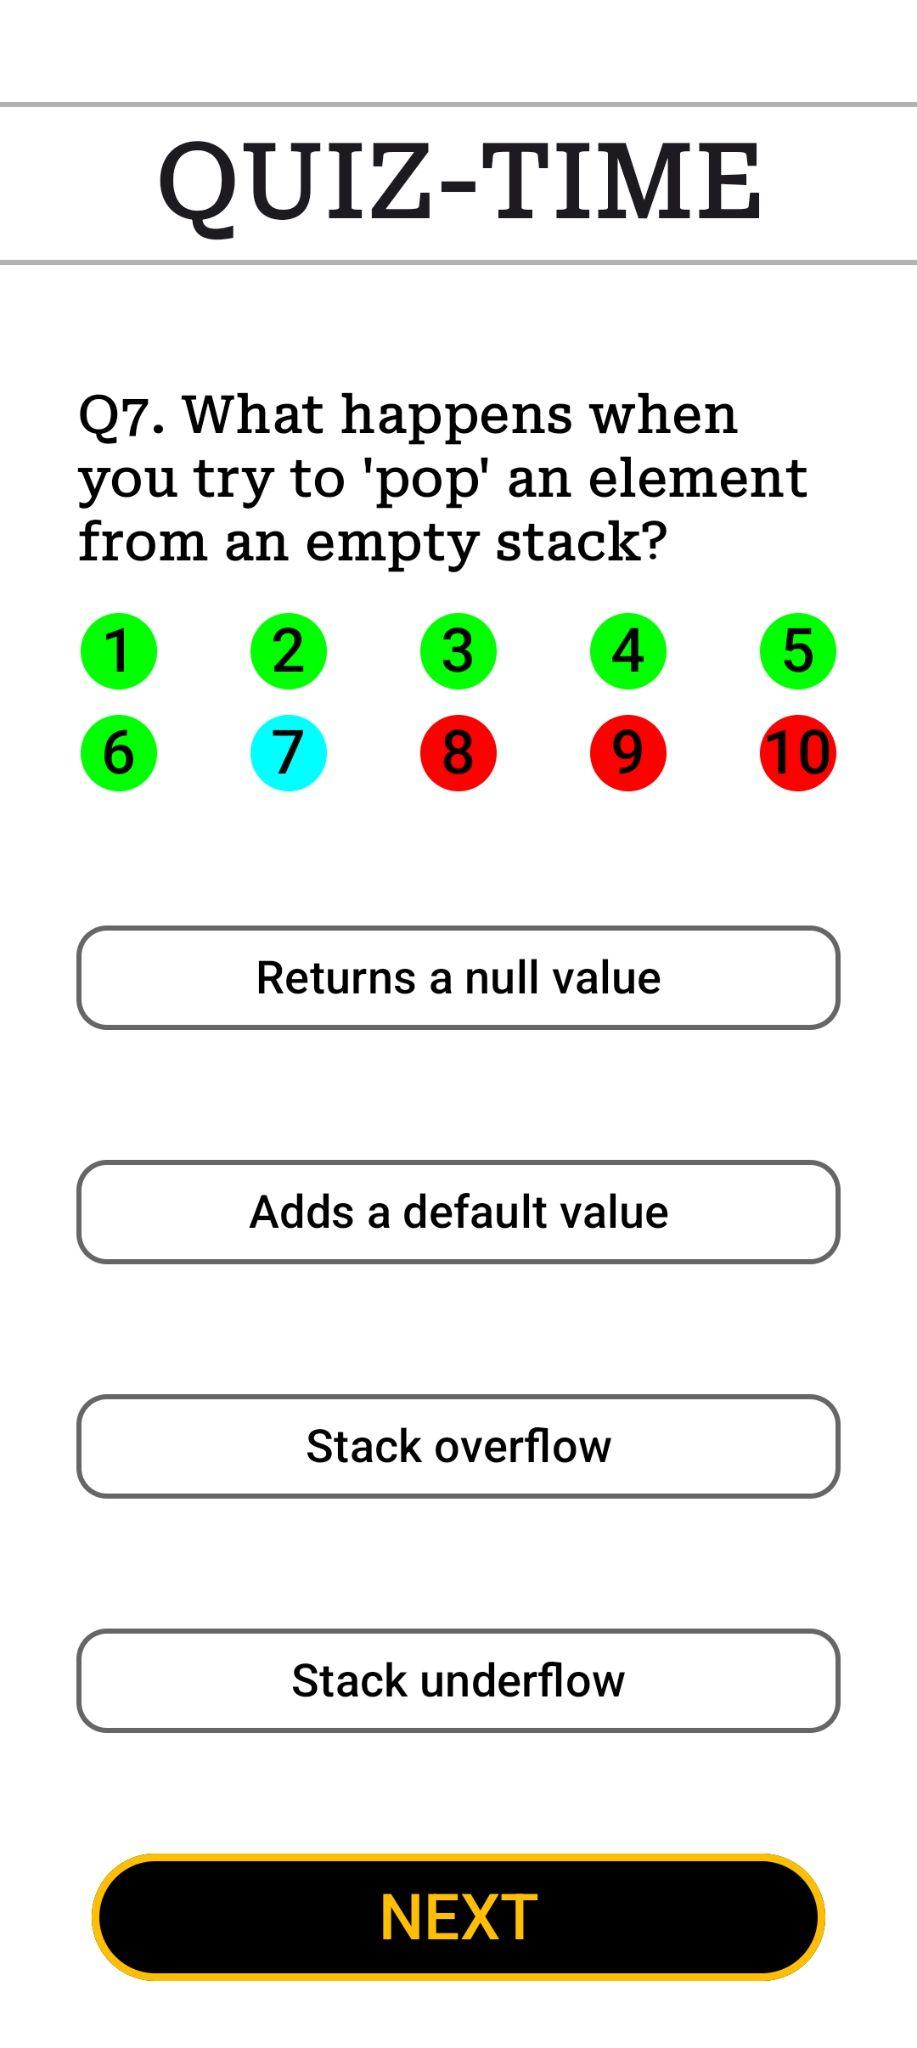 QUIZ-TIME
Q7. What happens when
you try to 'pop' an element
from an empty stack?
1 2 3 4 5
6 7 8 9 10
Returns a null value
Adds a default value
Stack overflow
Stack underflow
NEXT